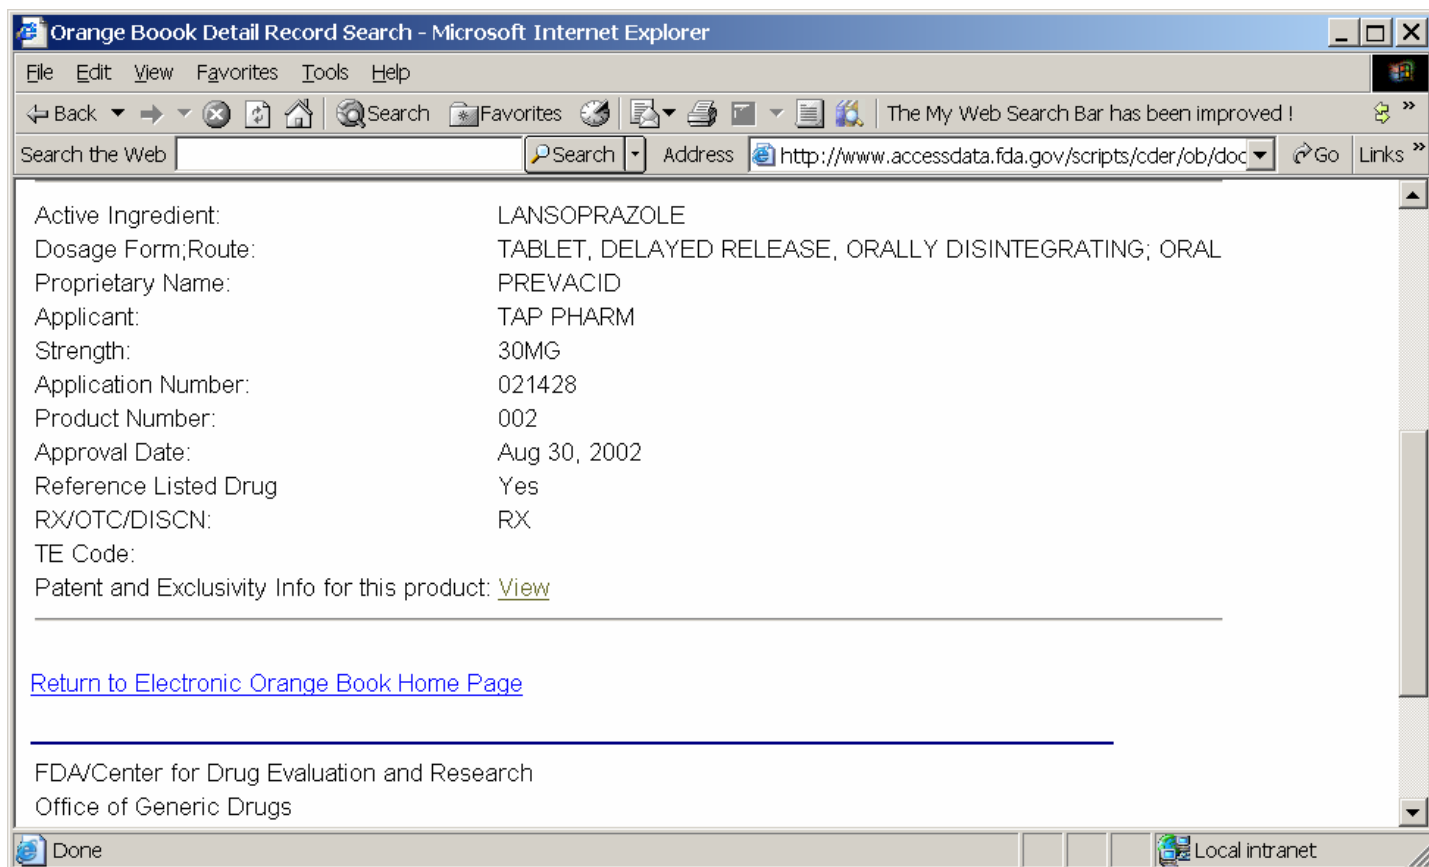 Orange Boook Detail Record Search - Microsoft Internet Explorer
File Edit View Favorites Tools Help
Back Search Favorites The My Web Search Bar has been improved ! »
Search the Web Search Address http://www.accessdata.fda.gov/scripts/cder/ob/doc Go Links »
Active Ingredient: LANSOPRAZOLE
Dosage Form;Route: TABLET, DELAYED RELEASE, ORALLY DISINTEGRATING; ORAL
Proprietary Name: PREVACID
Applicant: TAP PHARM
Strength: 30MG
Application Number: 021428
Product Number: 002
Approval Date: Aug 30, 2002
Reference Listed Drug Yes
RX/OTC/DISCN: RX
TE Code:
Patent and Exclusivity Info for this product: View
Return to Electronic Orange Book Home Page
FDA/Center for Drug Evaluation and Research
Office of Generic Drugs
Done Local intranet